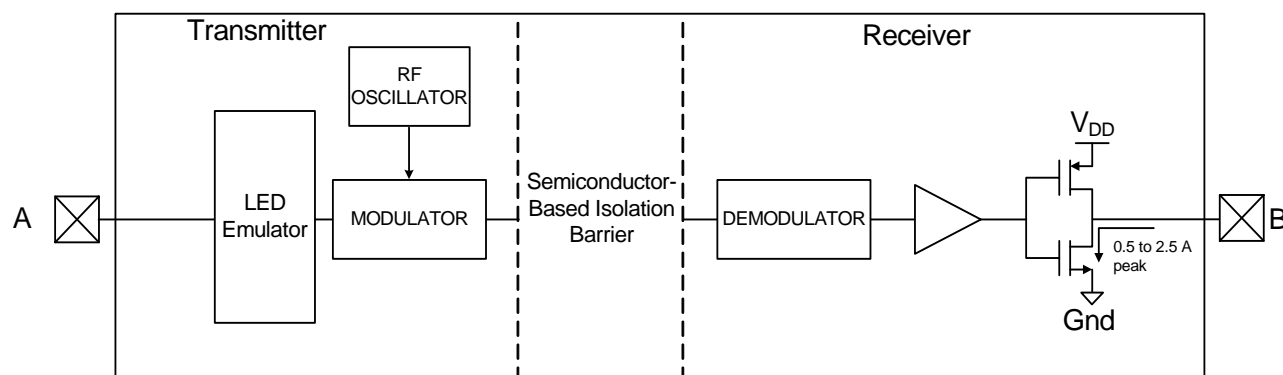 Transmitter
Receiver
RF
OSCILLATOR
V_DD
A
LED
Emulator
MODULATOR
Semiconductor-
Based Isolation
Barrier
DEMODULATOR
B
0.5 to 2.5 A
peak
Gnd